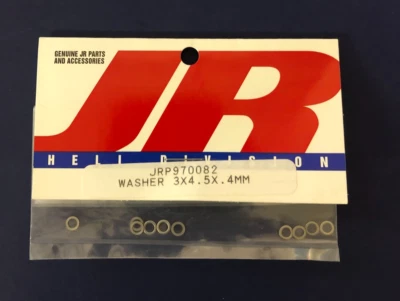 GENUINE JR PARTS
AND ACCESSORIES
JR
HELI DIVISION
JRP970082
WASHER 3X4.5X.4MM